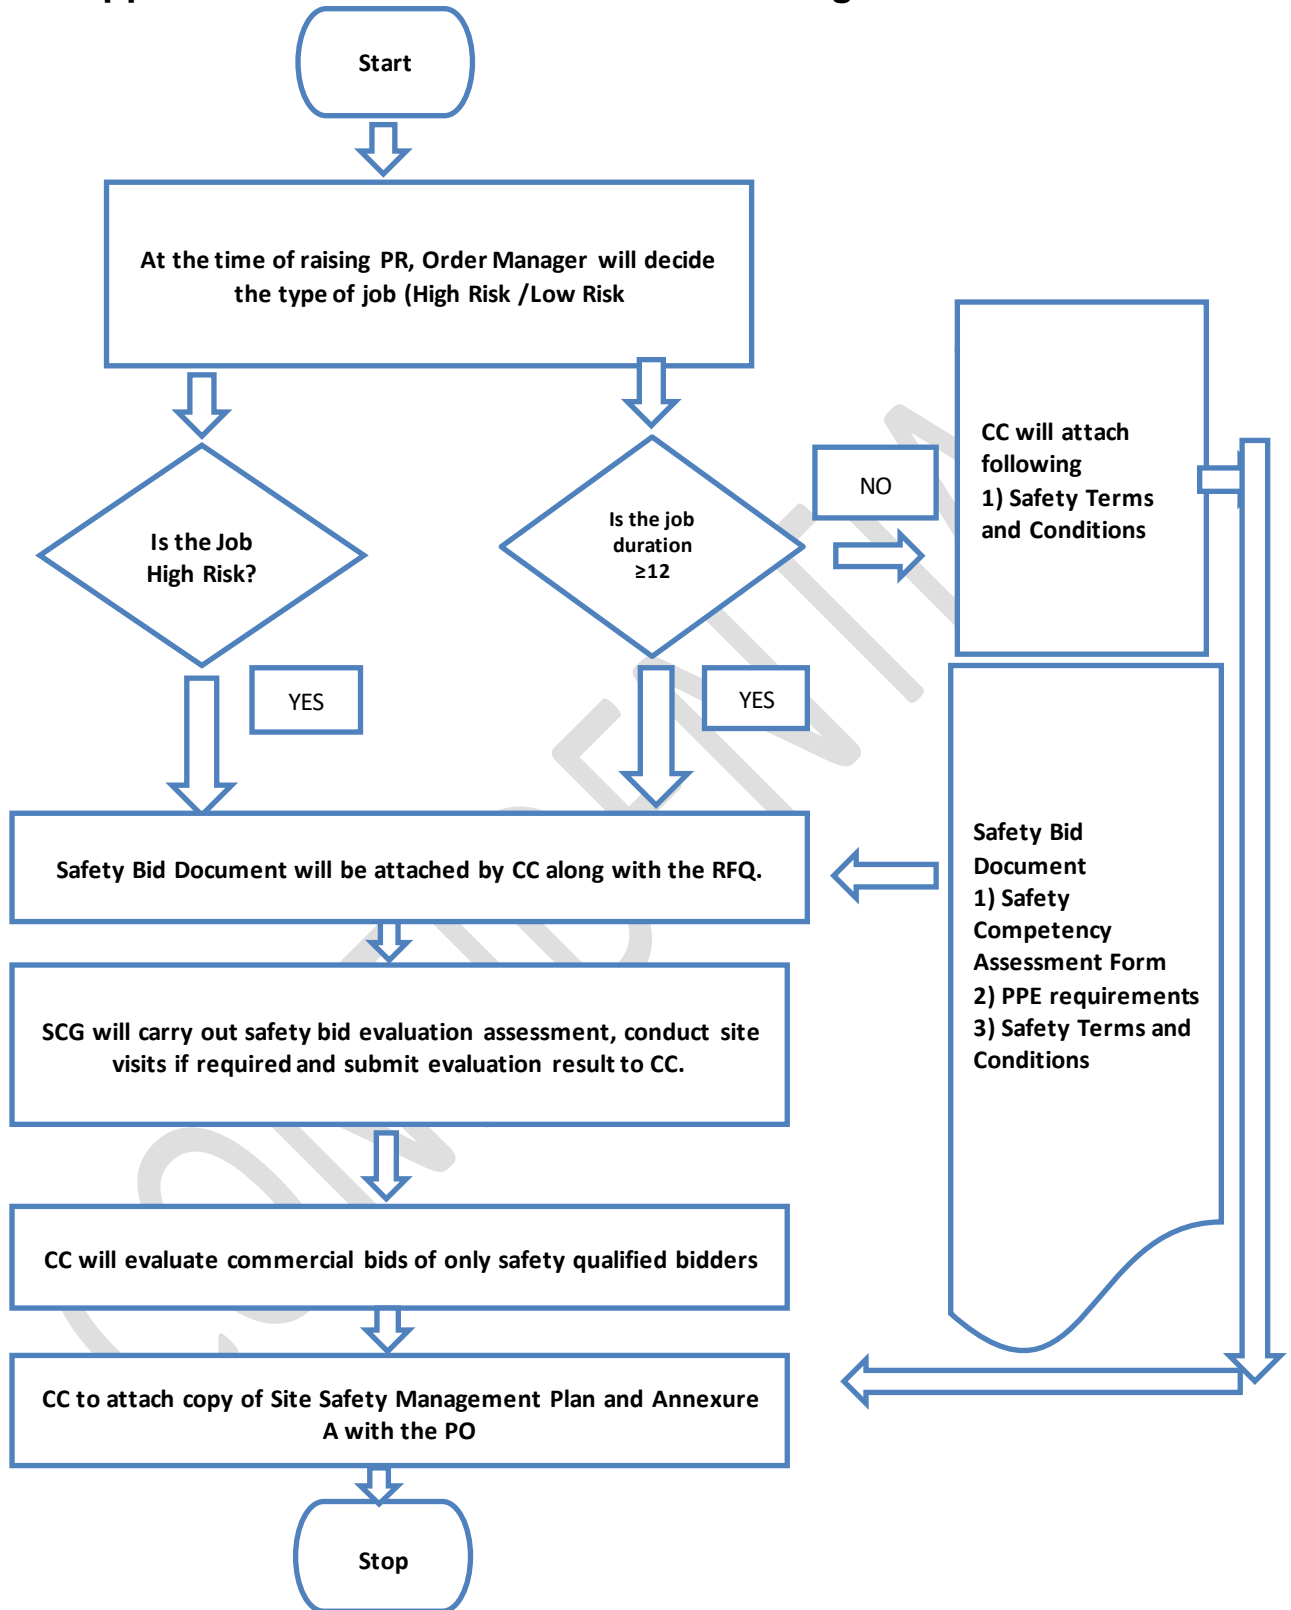 Start
At the time of raising PR, Order Manager will decide
the type of job (High Risk /Low Risk
Is the Job
High Risk?
Is the job
duration
≥12
NO
CC will attach
following
1) Safety Terms
and Conditions
YES
YES
Safety Bid Document will be attached by CC along with the RFQ.
Safety Bid
Document
1) Safety
Competency
Assessment Form
2) PPE requirements
3) Safety Terms and
Conditions
SCG will carry out safety bid evaluation assessment, conduct site
visits if required and submit evaluation result to CC.
CC will evaluate commercial bids of only safety qualified bidders
CC to attach copy of Site Safety Management Plan and Annexure
A with the PO
Stop